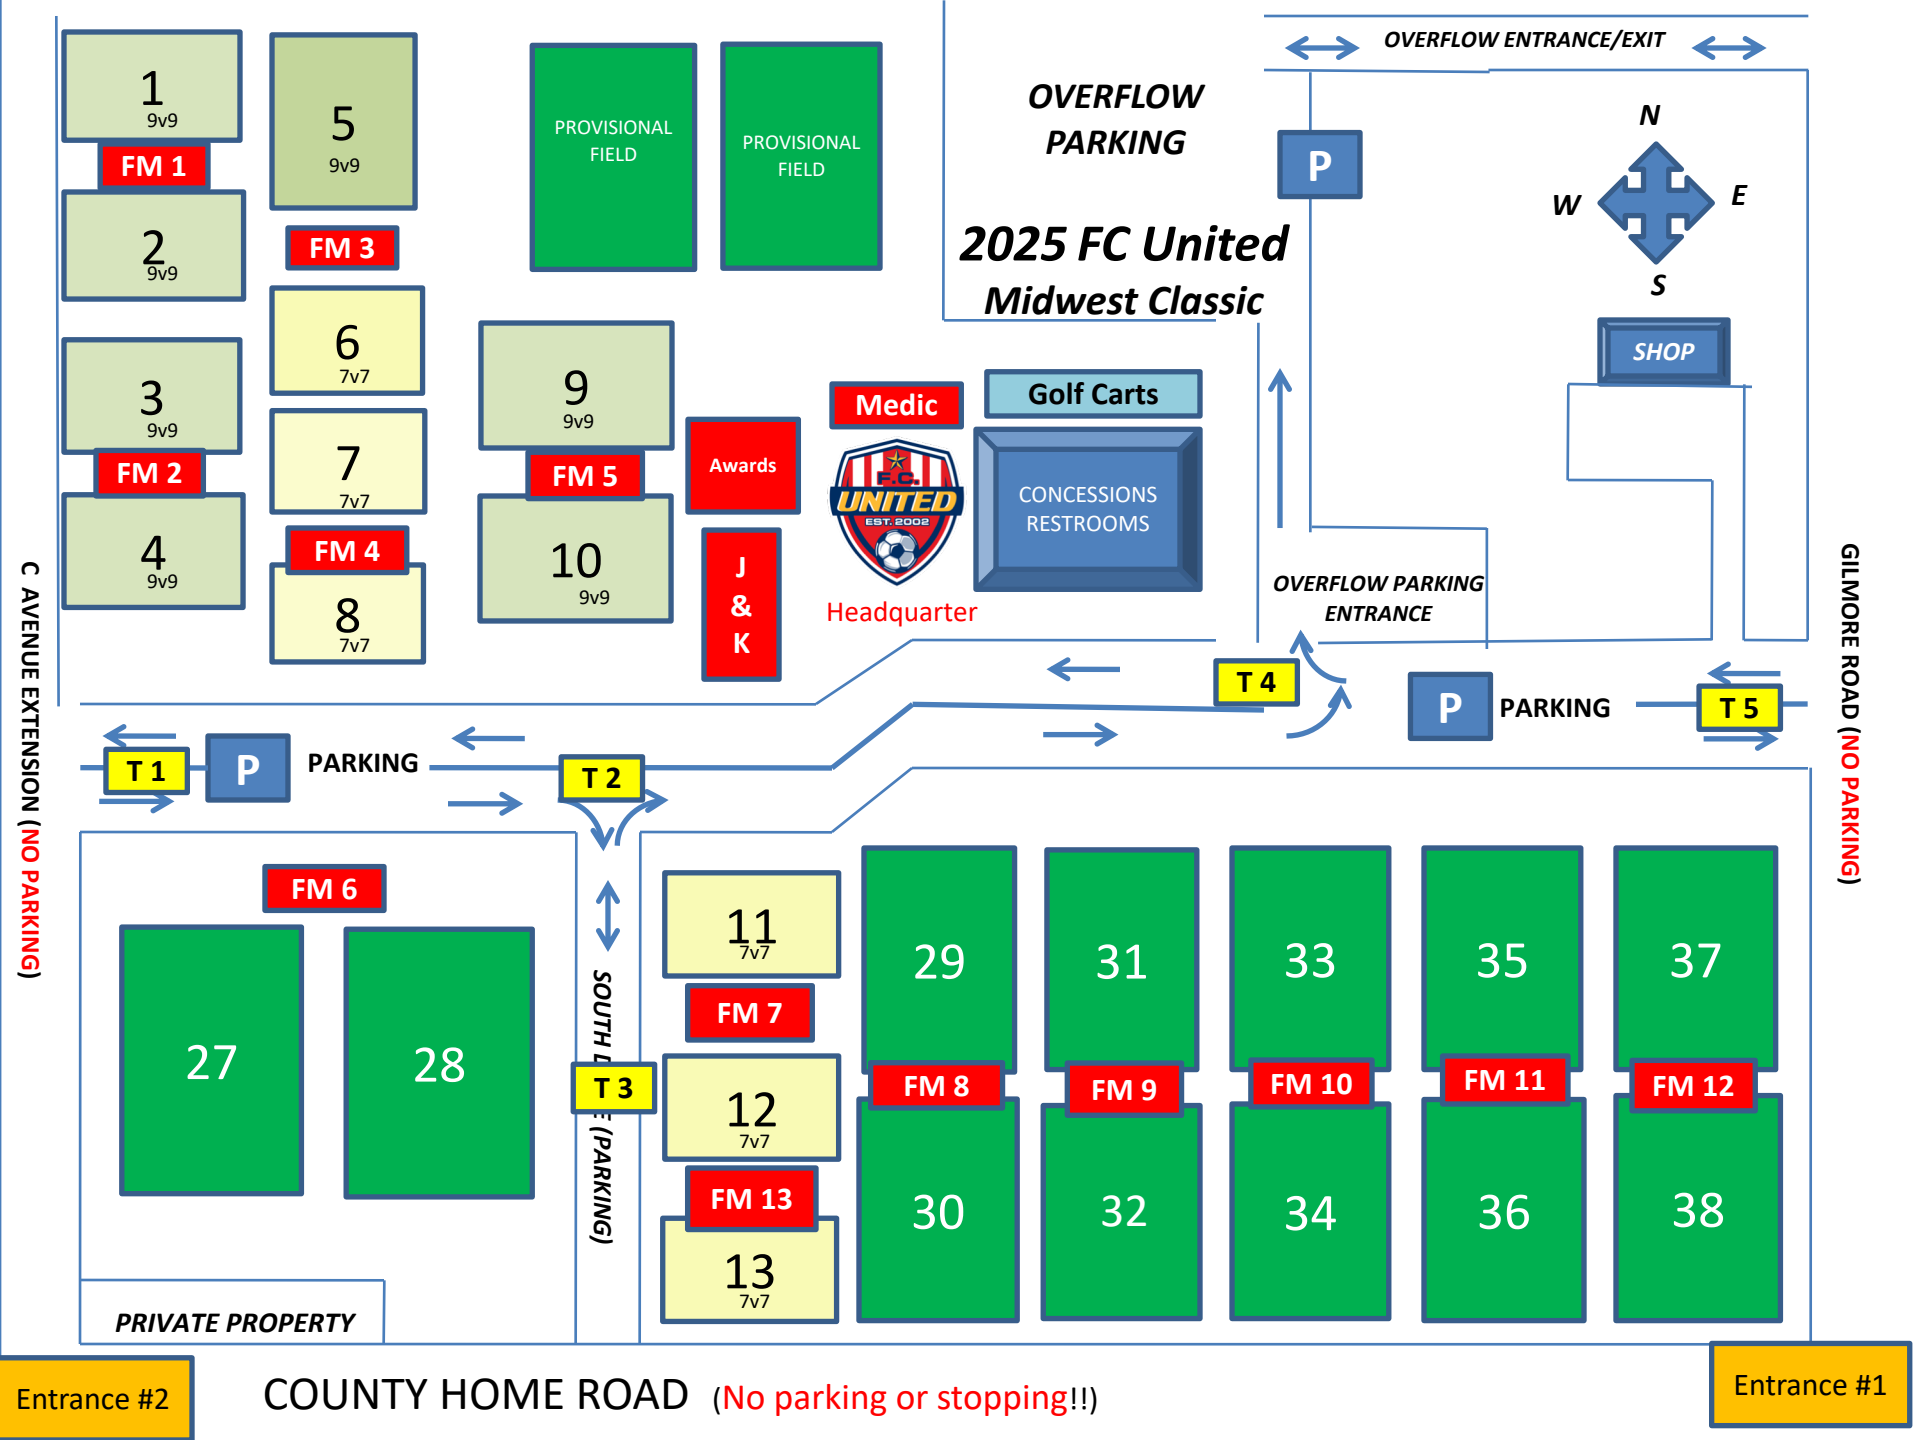 OVERFLOW ENTRANCE/EXIT
1
9v9
FM 1
2
9v9
3
9v9
FM 2
4
9v9
5
9v9
FM 3
6
7v7
7
7v7
FM 4
8
7v7
PROVISIONAL
FIELD
PROVISIONAL
FIELD
9
9v9
FM 5
10
9v9
Awards
J
&
K
OVERFLOW
PARKING
2025 FC United
Midwest Classic
P
N
W
E
S
SHOP
Medic
Golf Carts
F.C.
UNITED
EST. 2002
Headquarter
CONCESSIONS
RESTROOMS
OVERFLOW PARKING
ENTRANCE
C AVENUE EXTENSION (NO PARKING)
GILMORE ROAD (NO PARKING)
T 4
P
PARKING
T 5
T 1
P
PARKING
T 2
FM 6
27
28
SOUTH (PARKING)
T 3
11
7v7
FM 7
12
7v7
FM 13
13
7v7
29
31
33
35
37
FM 8
FM 9
FM 10
FM 11
FM 12
30
32
34
36
38
PRIVATE PROPERTY
Entrance #2
COUNTY HOME ROAD (No parking or stopping!!)
Entrance #1